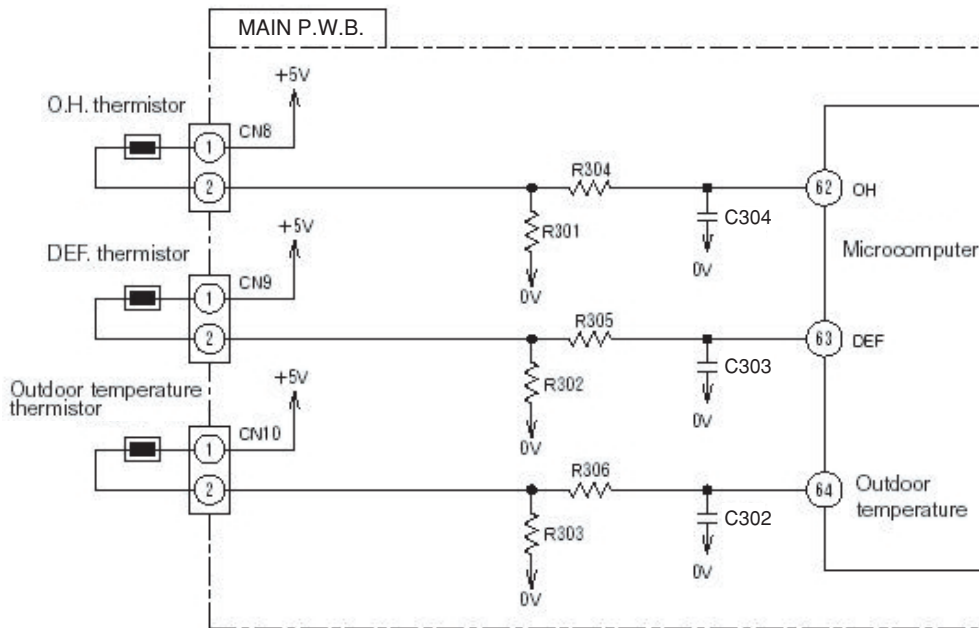 MAIN P.W.B.
+5V
O.H. thermistor
CN8
1
2
R304
62 OH
R301
C304
0V
0V
Microcomputer
+5V
DEF. thermistor
CN9
1
2
R305
63 DEF
R302
C303
0V
0V
+5V
Outdoor temperature
thermistor
CN10
1
2
R306
64 Outdoor
temperature
R303
C302
0V
0V